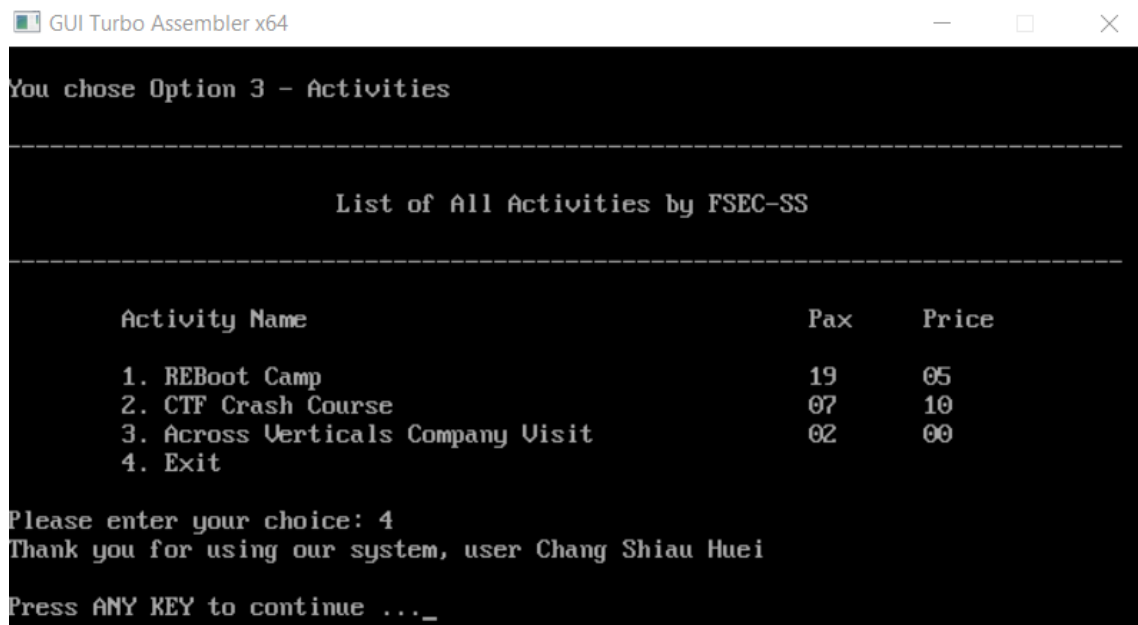 GUI Turbo Assembler x64
You chose Option 3 - Activities
-------------------------------------------------------------------------------
List of All Activities by FSEC-SS
-------------------------------------------------------------------------------
Activity Name Pax Price
1. REBoot Camp 19 05
2. CTF Crash Course 07 10
3. Across Verticals Company Visit 02 00
4. Exit
Please enter your choice: 4
Thank you for using our system, user Chang Shiau Huei
Press ANY KEY to continue ..._